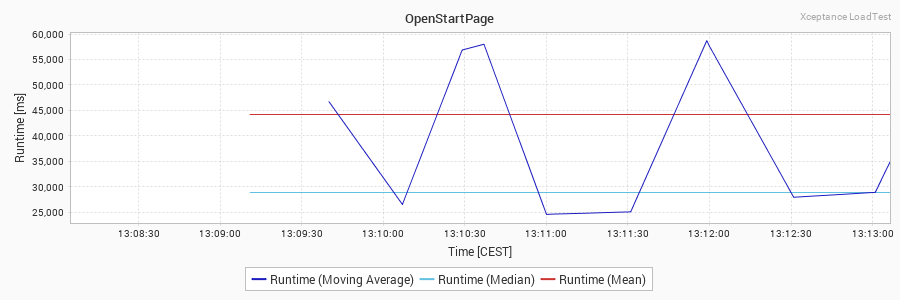 OpenStartPage
Xceptance LoadTest
60,000
55,000
50,000
45,000
40,000
35,000
30,000
25,000
Runtime [ms]
13:08:30 13:09:00 13:09:30 13:10:00 13:10:30 13:11:00 13:11:30 13:12:00 13:12:30 13:13:00
Time [CEST]
Runtime (Moving Average) Runtime (Median) Runtime (Mean)